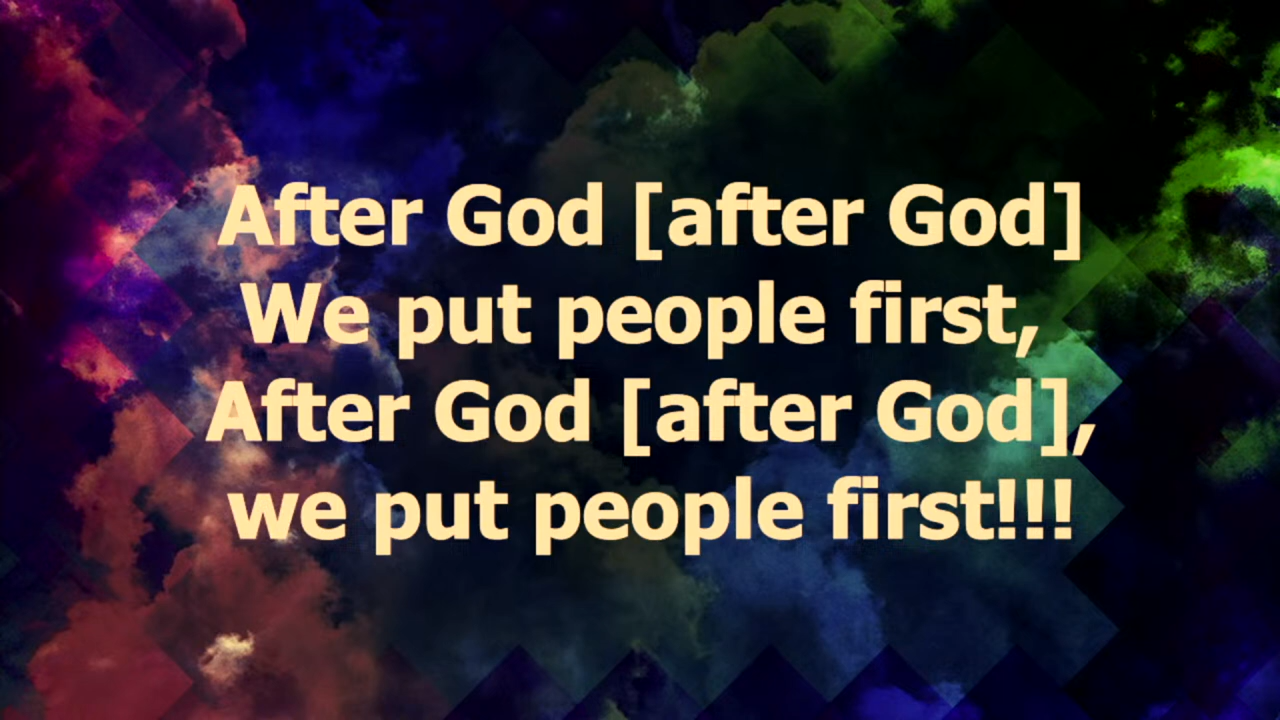 After God [after God]
We put people first,
After God [after God],
we put people first!!!